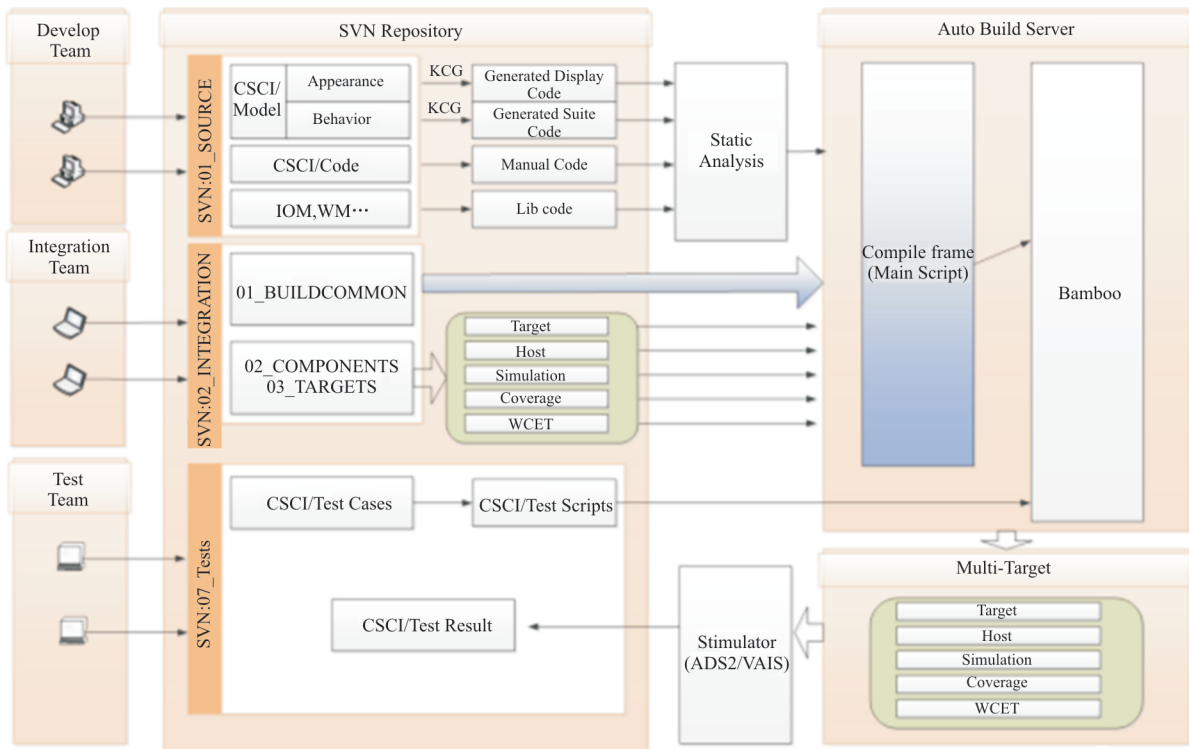 Develop
Team
SVN Repository
Auto Build Server
SVN:01_SOURCE
CSCI/
Model
Appearance
Behavior
KCG
KCG
Generated Display
Code
Generated Suite
Code
CSCI/Code
Manual Code
IOM,WM···
Lib code
Static
Analysis
Compile frame
(Main Script)
Bamboo
Integration
Team
SVN:02_INTEGRATION
01_BUILDCOMMON
02_COMPONENTS
03_TARGETS
Target
Host
Simulation
Coverage
WCET
Test
Team
SVN:07_Tests
CSCI/Test Cases
CSCI/Test Scripts
CSCI/Test Result
Stimulator
(ADS2/VAIS)
Multi-Target
Target
Host
Simulation
Coverage
WCET